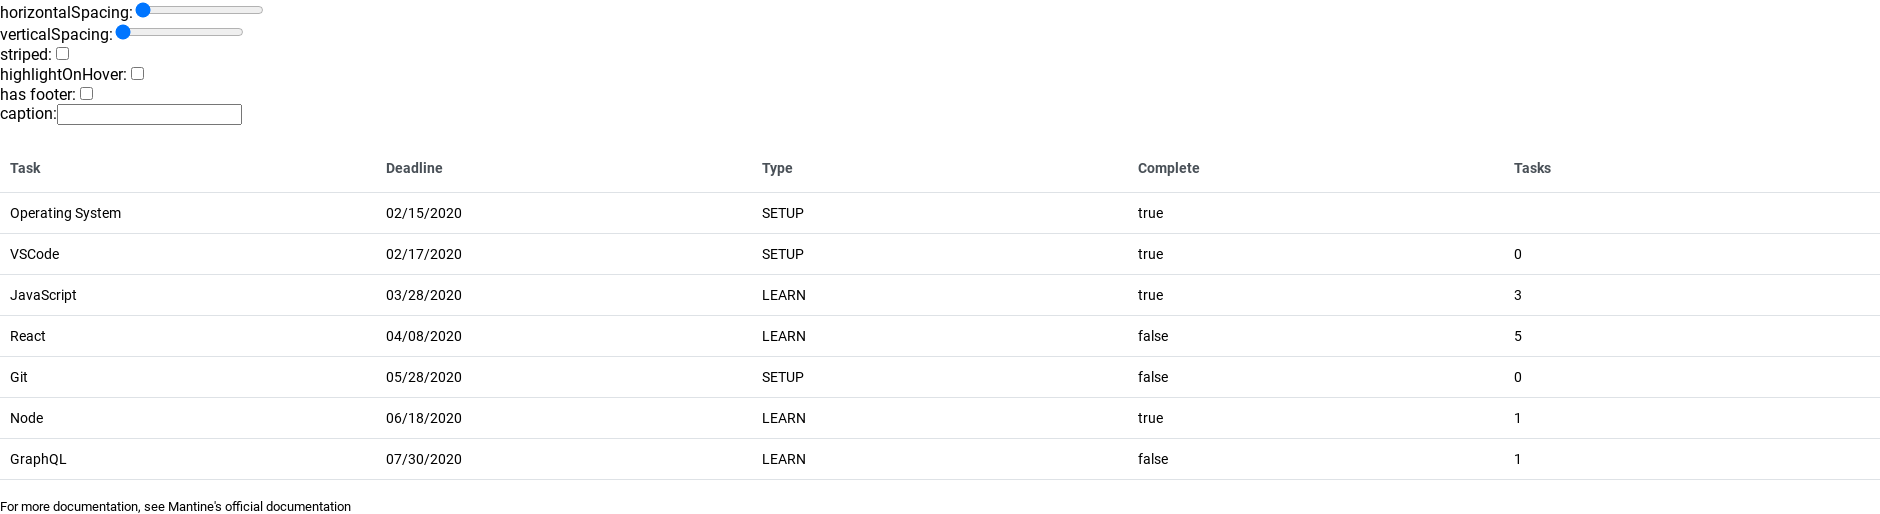 horizontalSpacing:
verticalSpacing:
striped:
highlightOnHover:
has footer:
caption:
Task Deadline Type Complete Tasks
Operating System 02/15/2020 SETUP true
VSCode 02/17/2020 SETUP true 0
JavaScript 03/28/2020 LEARN true 3
React 04/08/2020 LEARN false 5
Git 05/28/2020 SETUP false 0
Node 06/18/2020 LEARN true 1
GraphQL 07/30/2020 LEARN false 1
For more documentation, see Mantine's official documentation